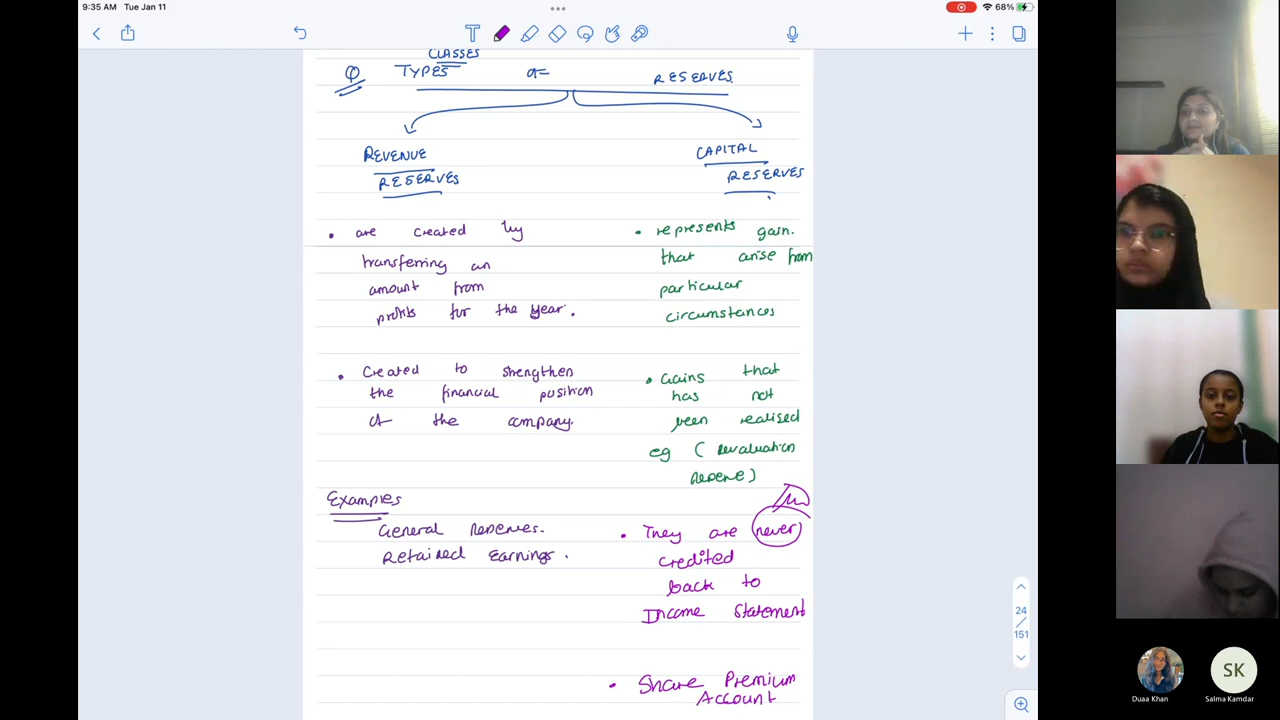 9:35 AM Tue Jan 11
68%
CLASSES
Q TYPES OF RESERVES
REVENUE
RESERVES
CAPITAL
RESERVES
• are created by
transferring an
amount from
profits for the year.
• represents gain.
that arise from
particular
circumstances
• Created to strengthen
the financial position
of the company.
• Gains that
has not
been realised
eg ( revaluation
reserve)
Examples
General reserves.
Retained earnings.
• They are never
credited
back to
Income Statement
• Share Premium
Account
24
/
151
SK
Duaa Khan
Salma Kamdar